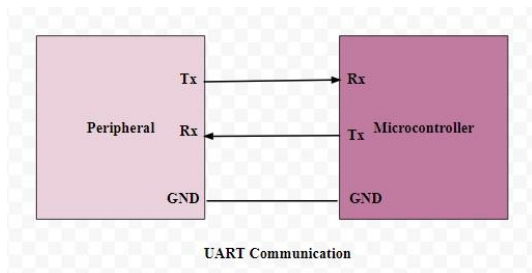 Tx Rx
Peripheral Rx Tx Microcontroller
GND GND
UART Communication